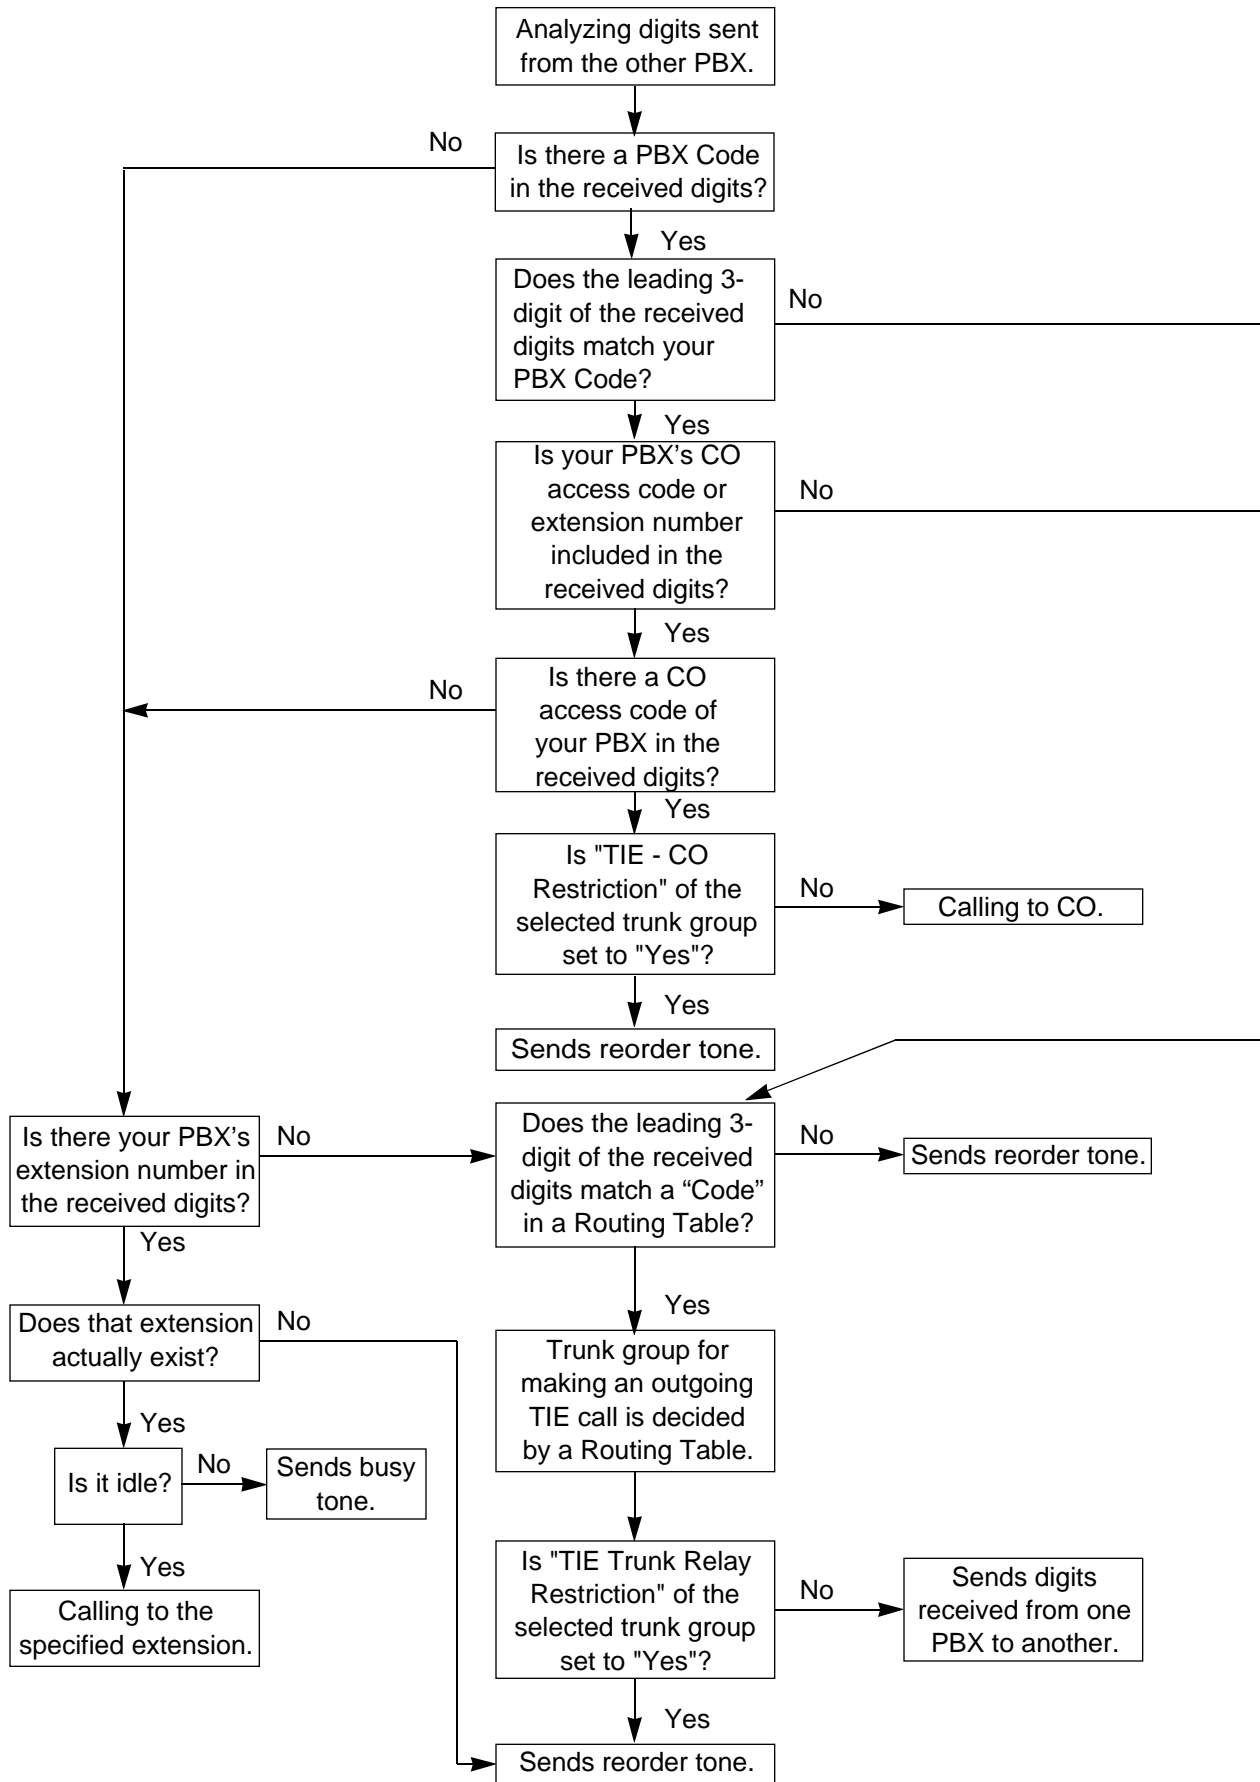 Analyzing digits sent
from the other PBX.
No
Is there a PBX Code
in the received digits?
Yes
Does the leading 3-
digit of the received
digits match your
PBX Code?
No
Yes
Is your PBX's CO
access code or
extension number
included in the
received digits?
No
Yes
Is there a CO
access code of
your PBX in the
received digits?
No
Yes
Is "TIE - CO
Restriction" of the
selected trunk group
set to "Yes"?
No
Calling to CO.
Yes
Sends reorder tone.
Is there your PBX's
extension number in
the received digits?
No
Does the leading 3-
digit of the received
digits match a “Code”
in a Routing Table?
No
Sends reorder tone.
Yes
Does that extension
actually exist?
No
Yes
Trunk group for
making an outgoing
TIE call is decided
by a Routing Table.
Yes
Is it idle?
No
Sends busy
tone.
Yes
Calling to the
specified extension.
Is "TIE Trunk Relay
Restriction" of the
selected trunk group
set to "Yes"?
No
Sends digits
received from one
PBX to another.
Yes
Sends reorder tone.